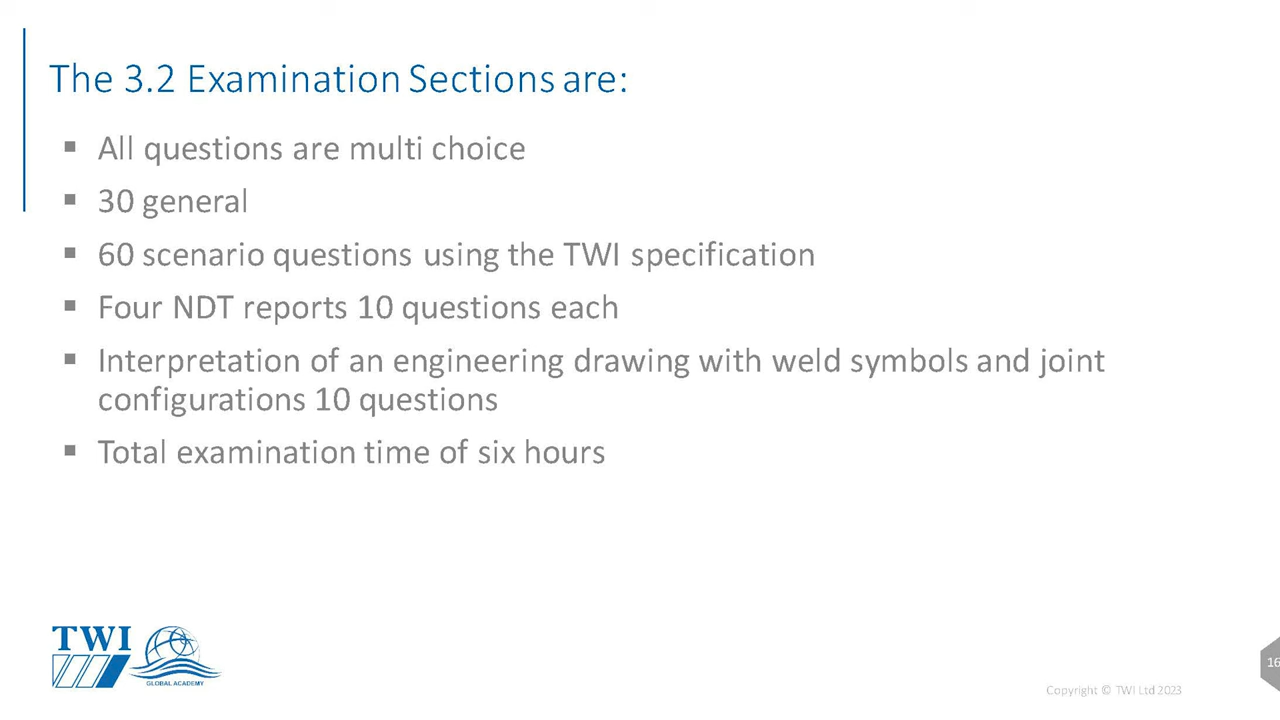 The 3.2 Examination Sections are:
▪ All questions are multi choice
▪ 30 general
▪ 60 scenario questions using the TWI specification
▪ Four NDT reports 10 questions each
▪ Interpretation of an engineering drawing with weld symbols and joint
configurations 10 questions
▪ Total examination time of six hours
TWI
GLOBAL ACADEMY
Copyright © TWI Ltd 2023
16